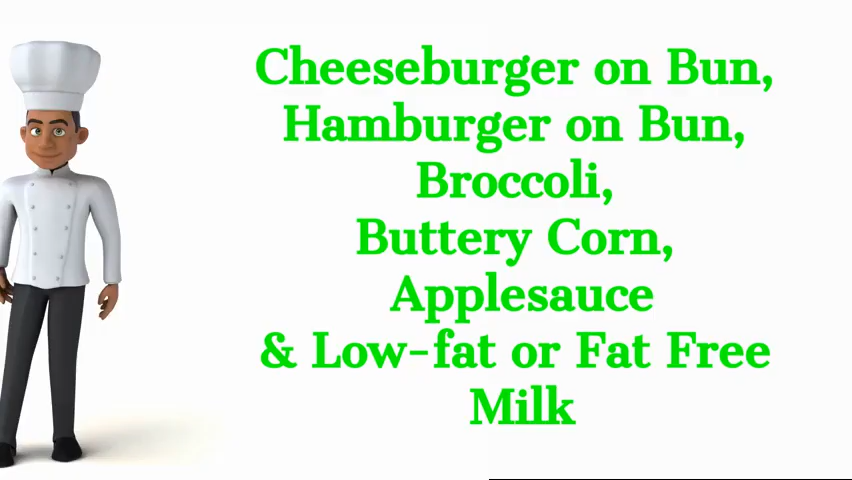 Cheeseburger on Bun,
Hamburger on Bun,
Broccoli,
Buttery Corn,
Applesauce
& Low-fat or Fat Free
Milk